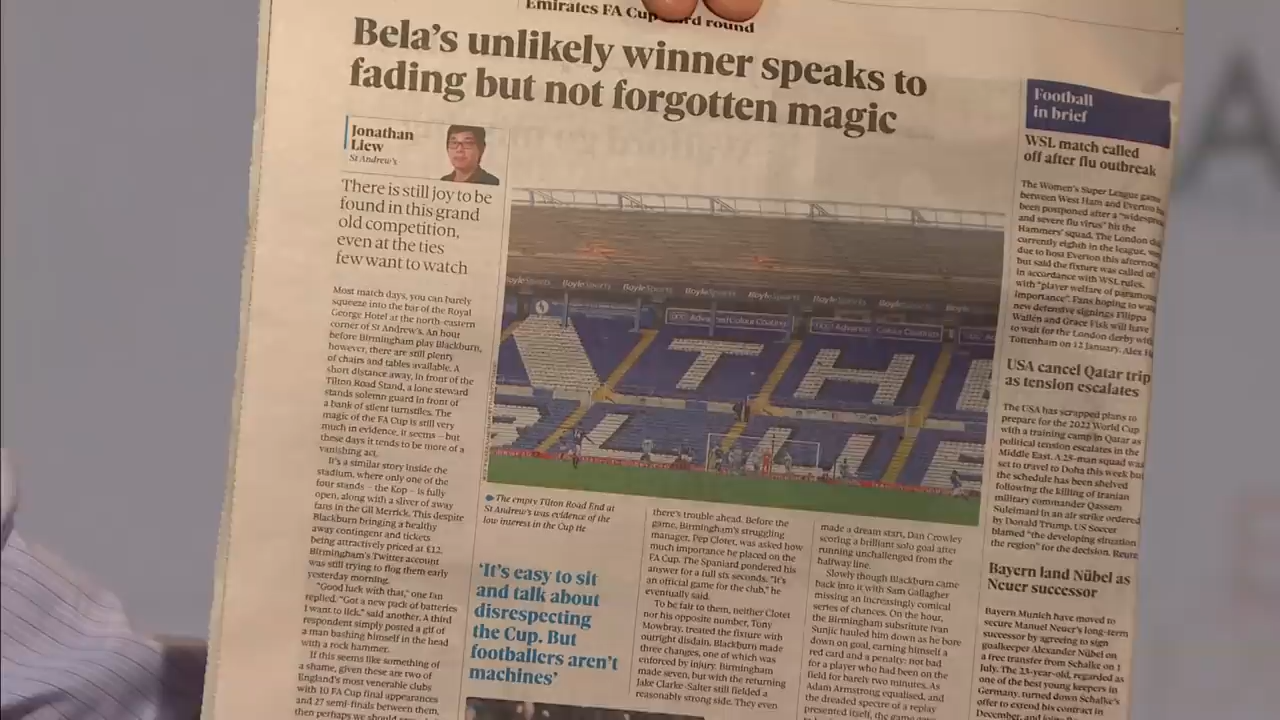 Emirates FA Cup rd round
Bela's unlikely winner speaks to
fading but not forgotten magic
Jonathan
Liew
St Andrew's
There is still joy to be
found in this grand
old competition,
even at the ties
few want to watch
Most match days, you can barely
squeeze into the bar of the Royal
George Hotel at the north-eastern
corner of St Andrew's. An hour
before Birmingham play Blackburn,
however, there are still plenty
of chairs and tables available. A
short distance away, in front of the
Tilton Road Stand, a lone steward
stands solemn guard in front of
a bank of silent turnstiles. The
magic of the FA Cup is still very
much in evidence, it seems – but
these days it tends to be more of a
vanishing act.
It's a similar story inside the
stadium, where only one of the
four stands – the Kop – is fully
open, along with a sliver of away
fans in the Gil Merrick. This despite
Blackburn bringing a healthy
away contingent and tickets
being attractively priced at £12.
Birmingham's Twitter account
was still trying to flog them early
yesterday morning.
"Good luck with that," one fan
replied. "Got a new pack of batteries
I want to lick," said another. A third
respondent simply posted a gif of
a man bashing himself in the head
with a rock hammer.
If this seems like something of
a shame, given these are two of
England's most venerable clubs
with 10 FA Cup final appearances
and 27 semi-finals between them,
then perhaps we should
BoyleSports BoyleSports BoyleSports BoyleSports BoyleSports BoyleSports
Advanced Colour Coatings
Advance Colour Coatings
THE
BLUE
The empty Tilton Road End at
St Andrew's was evidence of the
low interest in the Cup tie
'It's easy to sit
and talk about
disrespecting
the Cup. But
footballers aren't
machines'
there's trouble ahead. Before the
game, Birmingham's struggling
manager, Pep Clotet, was asked how
much importance he placed on the
FA Cup. The Spaniard pondered his
answer for a full six seconds. "It's
an official game for the club," he
eventually said.
To be fair to them, neither Clotet
nor his opposite number, Tony
Mowbray, treated the fixture with
outright disdain. Blackburn made
three changes, one of which was
enforced by injury. Birmingham
made seven, but with the returning
Jake Clarke-Salter still fielded a
reasonably strong side. They even
made a dream start, Dan Crowley
scoring a brilliant solo goal after
running unchallenged from the
halfway line.
Slowly though Blackburn came
back into it with Sam Gallagher
missing an increasingly comical
series of chances. On the hour,
the Birmingham substitute Ivan
Sunjic hauled him down as he bore
down on goal, earning himself a
red card and a penalty: not bad
for a player who had been on the
field for barely two minutes. As
Adam Armstrong equalised, and
the dreaded spectre of a replay
presented itself, the game
Football
in brief
WSL match called
off after flu outbreak
The Women's Super League game
between West Ham and Everton
been postponed after a "widespread
and severe flu virus" hit the
Hammers' squad. The London
currently eighth in the league,
due to host Everton this afternoon
but said the fixture was called off
in accordance with WSL rules,
with "player welfare of paramount
importance". Fans hoping to
new defensive signings Filippa
Wallén and Grace Fisk will have
to wait for the London derby with
Tottenham on 12 January. Alex
USA cancel Qatar trip
as tension escalates
The USA has scrapped plans to
prepare for the 2022 World Cup
with a training camp in Qatar as
political tension escalates in the
Middle East. A 25-man squad was
set to travel to Doha this week but
the schedule has been shelved
following the killing of Iranian
military commander Qassem
Suleimani in an air strike ordered
by Donald Trump. US Soccer
blamed "the developing situation
the region" for the decision.
Bayern land Nübel as
Neuer successor
Bayern Munich have moved to
secure Manuel Neuer's long-term
successor by agreeing to sign
goalkeeper Alexander Nübel on
a free transfer from Schalke on 1
July. The 23-year-old, regarded as
one of the best young keepers in
Germany, turned down Schalke's
offer to extend his contract in
December,